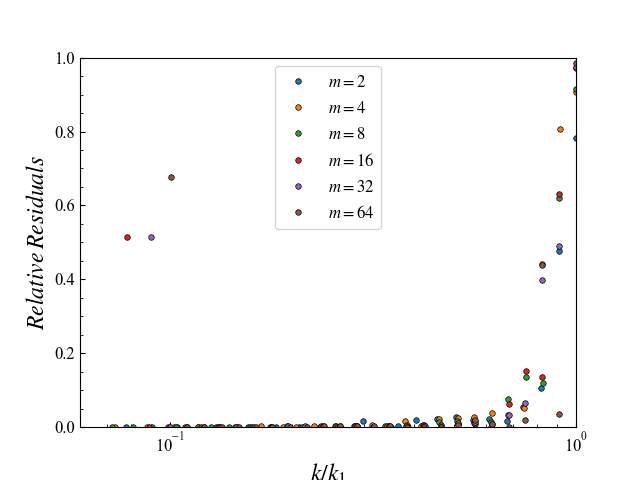 Relative Residuals
1.0
0.8
0.6
0.4
0.2
0.0
m = 2
m = 4
m = 8
m = 16
m = 32
m = 64
10⁻¹
10⁰
k/k₁